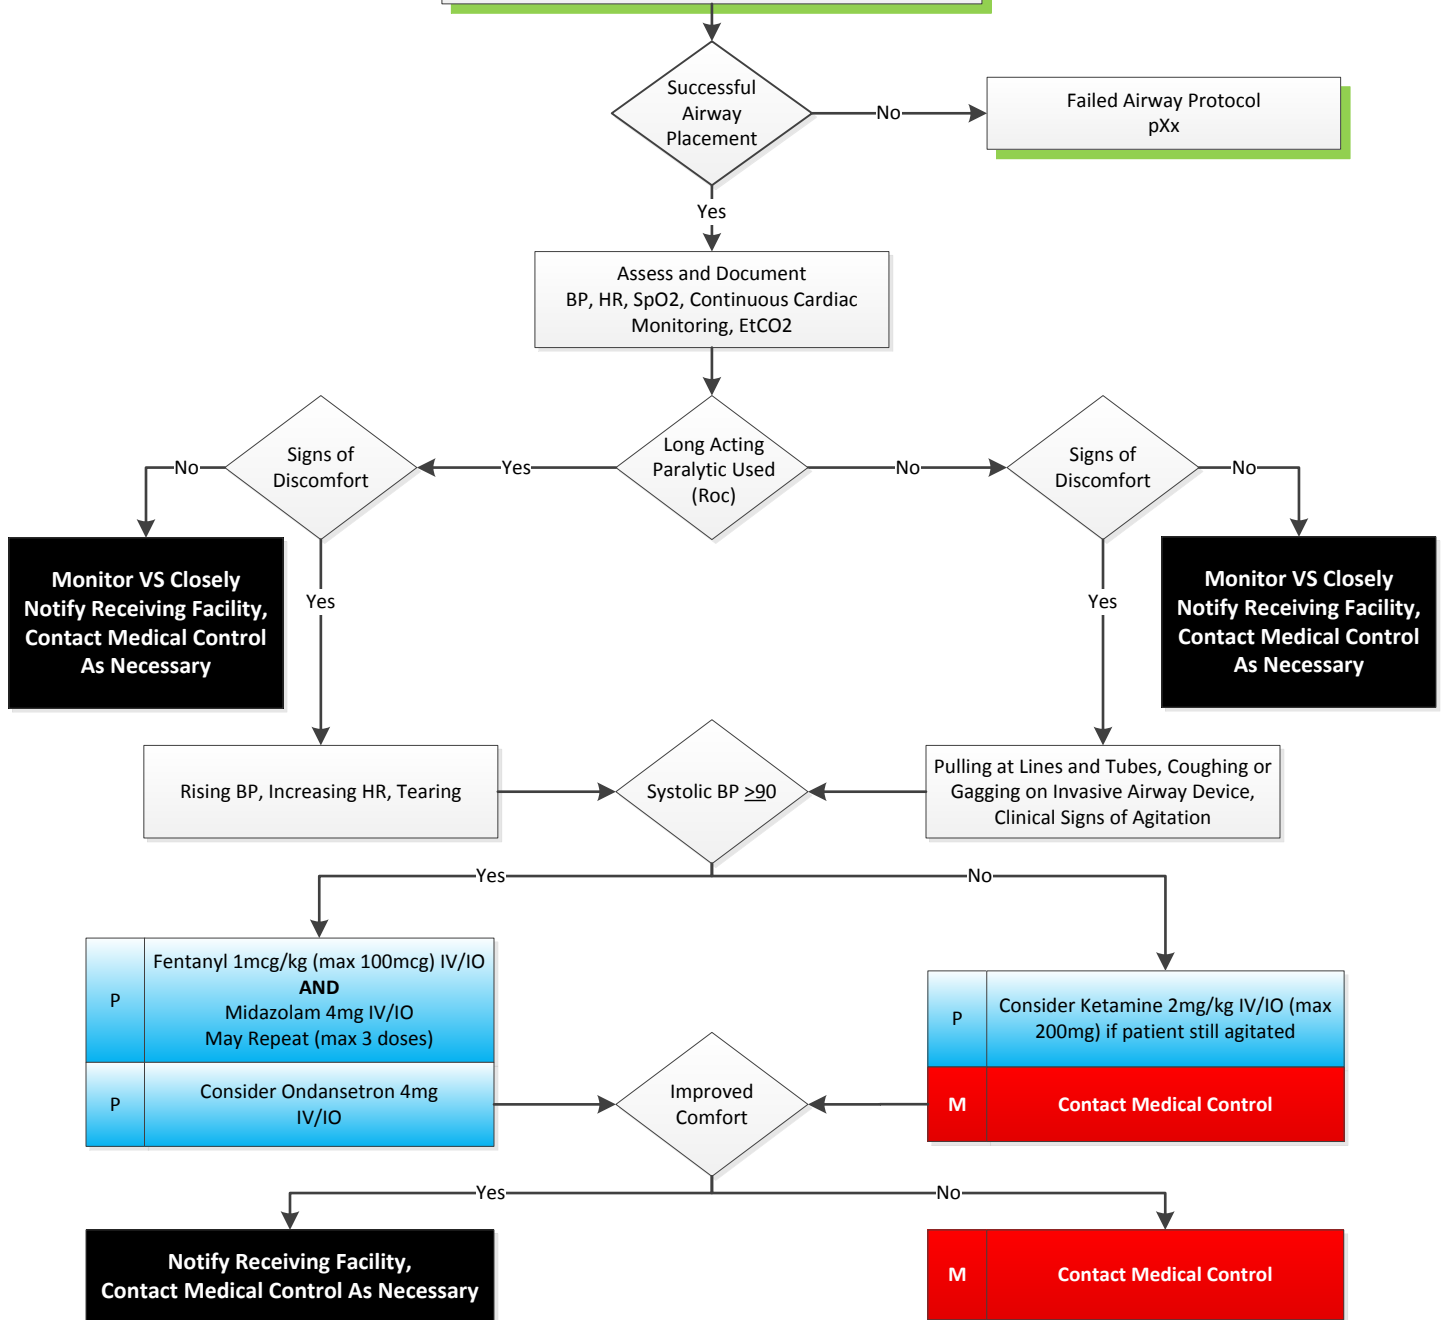 Successful
Airway
Placement
No
Failed Airway Protocol
pXx
Yes
Assess and Document
BP, HR, SpO2, Continuous Cardiac
Monitoring, EtCO2
Long Acting
Paralytic Used
(Roc)
Yes
No
Signs of
Discomfort
No
Yes
Signs of
Discomfort
No
Yes
Monitor VS Closely
Notify Receiving Facility,
Contact Medical Control
As Necessary
Monitor VS Closely
Notify Receiving Facility,
Contact Medical Control
As Necessary
Rising BP, Increasing HR, Tearing
Systolic BP >90
Pulling at Lines and Tubes, Coughing or
Gagging on Invasive Airway Device,
Clinical Signs of Agitation
Yes
No
P
Fentanyl 1mcg/kg (max 100mcg) IV/IO
AND
Midazolam 4mg IV/IO
May Repeat (max 3 doses)
P
Consider Ondansetron 4mg
IV/IO
P
Consider Ketamine 2mg/kg IV/IO (max
200mg) if patient still agitated
M
Contact Medical Control
Improved
Comfort
Yes
No
Notify Receiving Facility,
Contact Medical Control As Necessary
M
Contact Medical Control